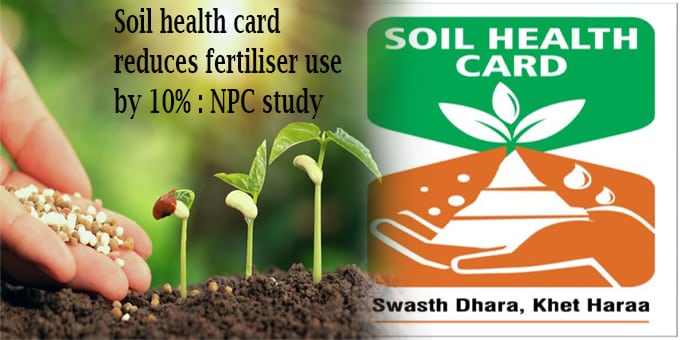 Soil health card
reduces fertiliser use
by 10% : NPC study
SOIL HEALTH
CARD
Swasth Dhara, Khet Haraa